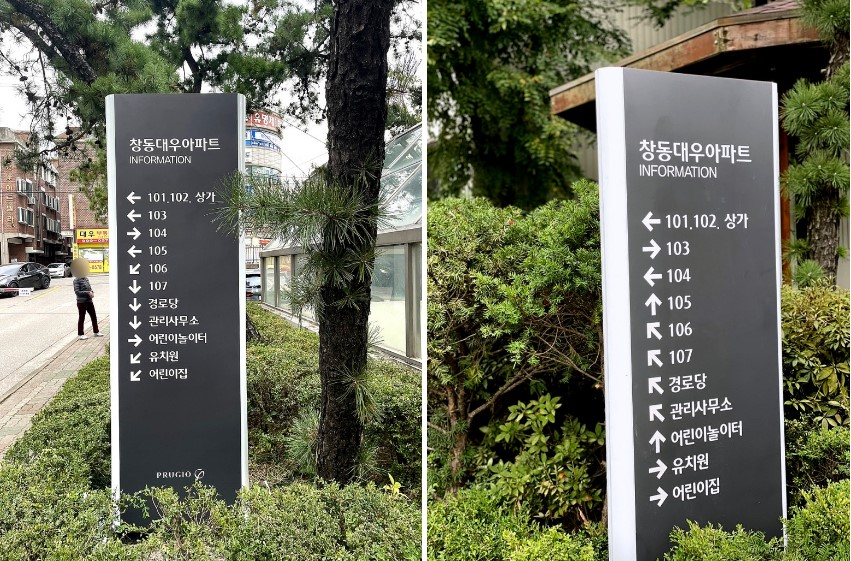 창동대우아파트
INFORMATION
← 101.102. 상가
← 103
→ 104
← 105
↙ 106
↓ 107
↓ 경로당
↓ 관리사무소
→ 어린이놀이터
↙ 유치원
↙ 어린이집
PRUGIO
대우
창동대우아파트
INFORMATION
← 101.102. 상가
→ 103
← 104
↑ 105
↖ 106
↖ 107
↖ 경로당
↖ 관리사무소
↑ 어린이놀이터
→ 유치원
→ 어린이집